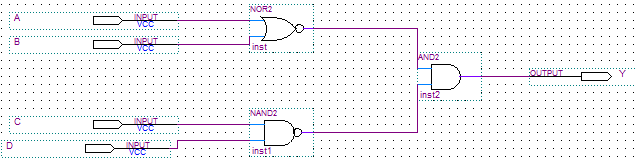 A
INPUT
VCC
B
INPUT
VCC
NOR2
inst
AND2
inst2
OUTPUT
Y
C
INPUT
VCC
D
INPUT
VCC
NAND2
inst1